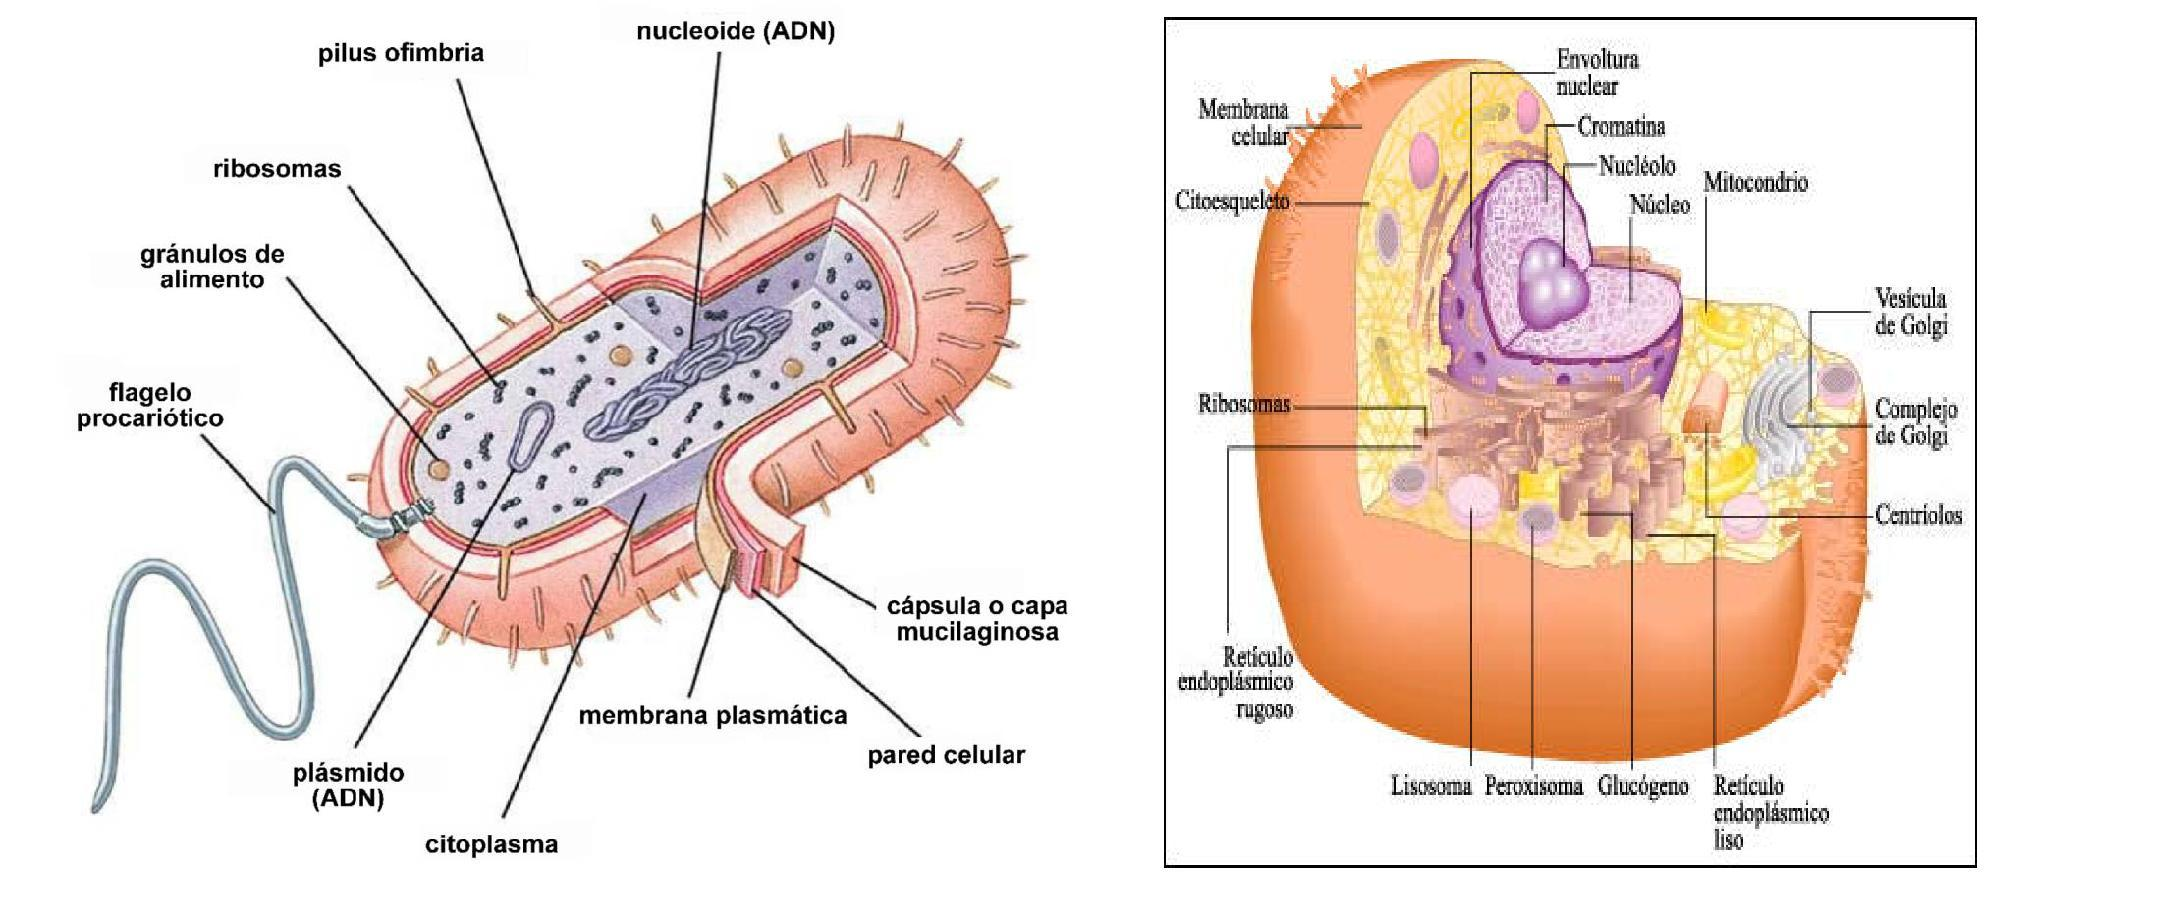 nucleoide (ADN)
pilus ofimbria
ribosomas
gránulos de
alimento
flagelo
procariótico
cápsula o capa
mucilaginosa
membrana plasmática
pared celular
plásmido
(ADN)
citoplasma
Envoltura
nuclear
Membrana
celular
Cromatina
Nucléolo
Mitocondrio
Citoesqueleto
Núcleo
Vesícula
de Golgi
Ribosomas
Complejo
de Golgi
Centríolos
Retículo
endoplásmico
rugoso
Lisosoma
Peroxisoma
Glucógeno
Retículo
endoplásmico
liso